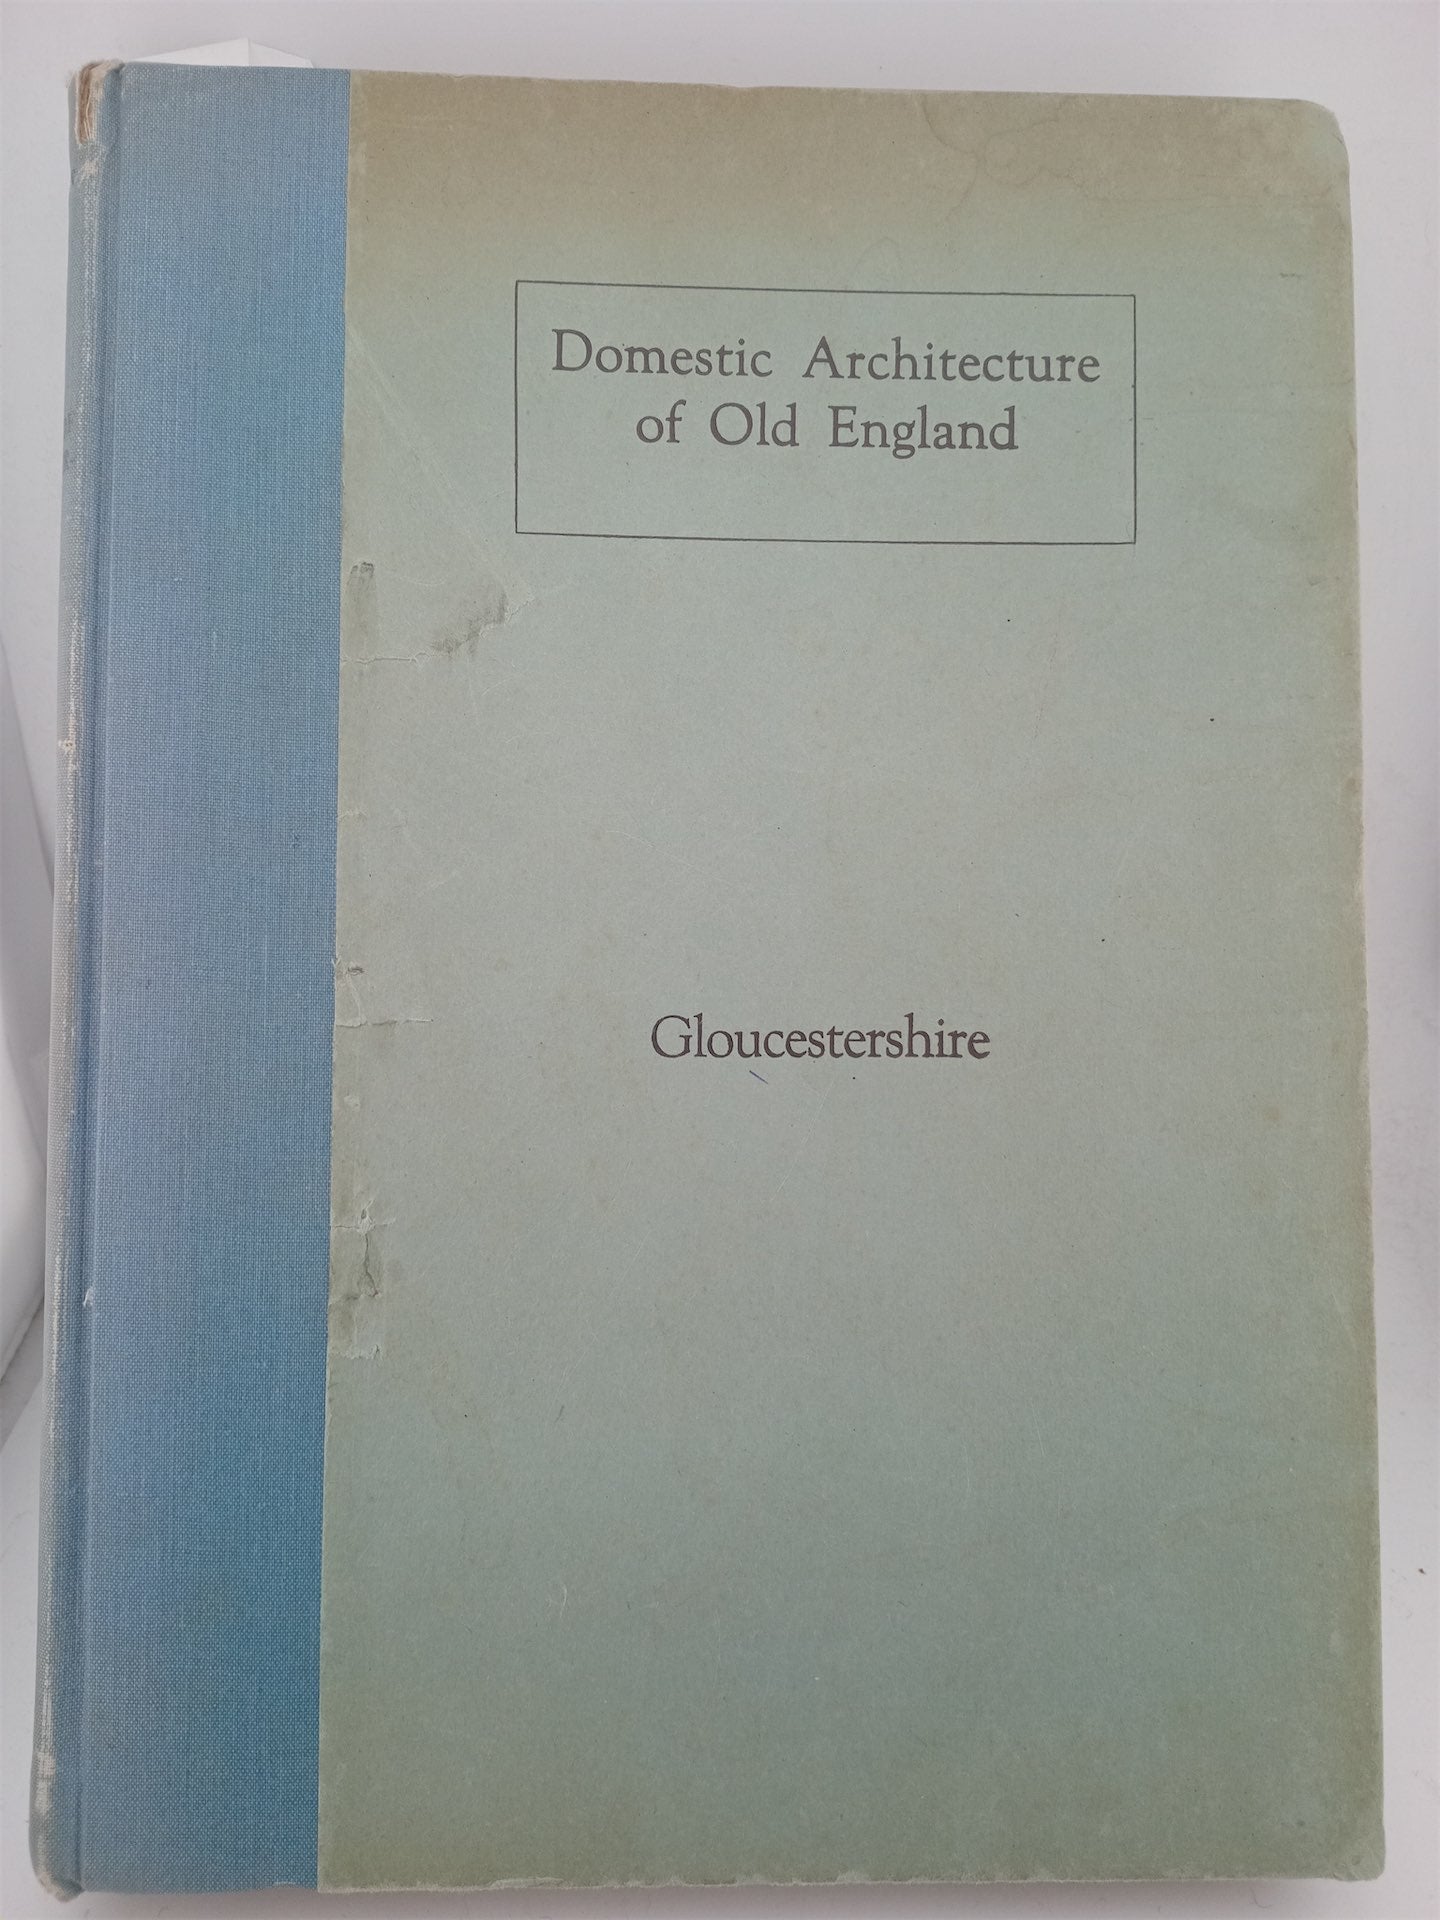 Domestic Architecture
of Old England
Gloucestershire